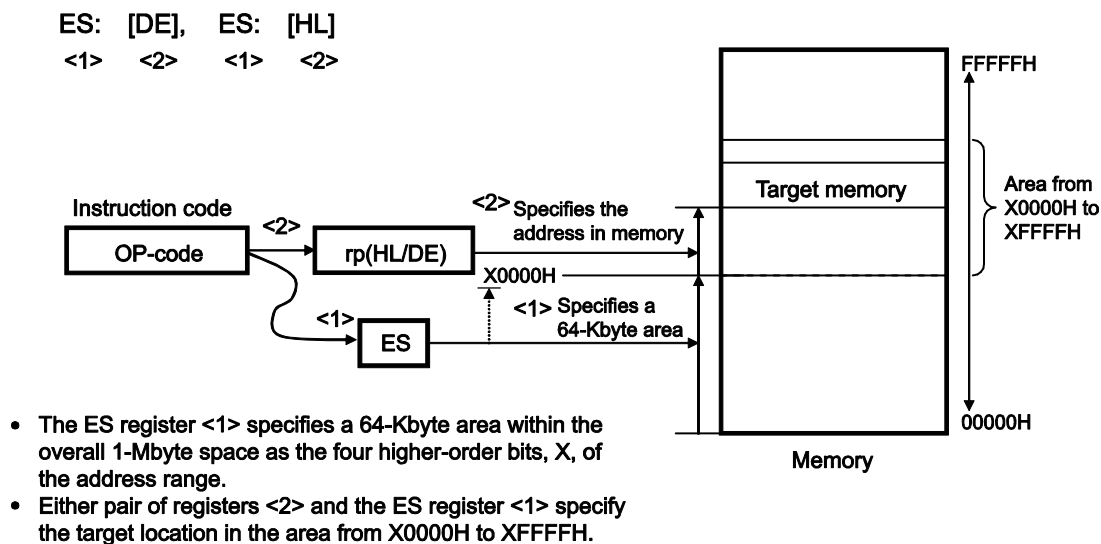 ES: [DE], ES: [HL]
<1> <2> <1> <2>
FFFFFH
Target memory
Area from
X0000H to
XFFFFH
Instruction code
OP-code
<2>
rp(HL/DE)
<2> Specifies the
address in memory
X0000H
<1>
ES
<1> Specifies a
64-Kbyte area
00000H
Memory
• The ES register <1> specifies a 64-Kbyte area within the
overall 1-Mbyte space as the four higher-order bits, X, of
the address range.
• Either pair of registers <2> and the ES register <1> specify
the target location in the area from X0000H to XFFFFH.